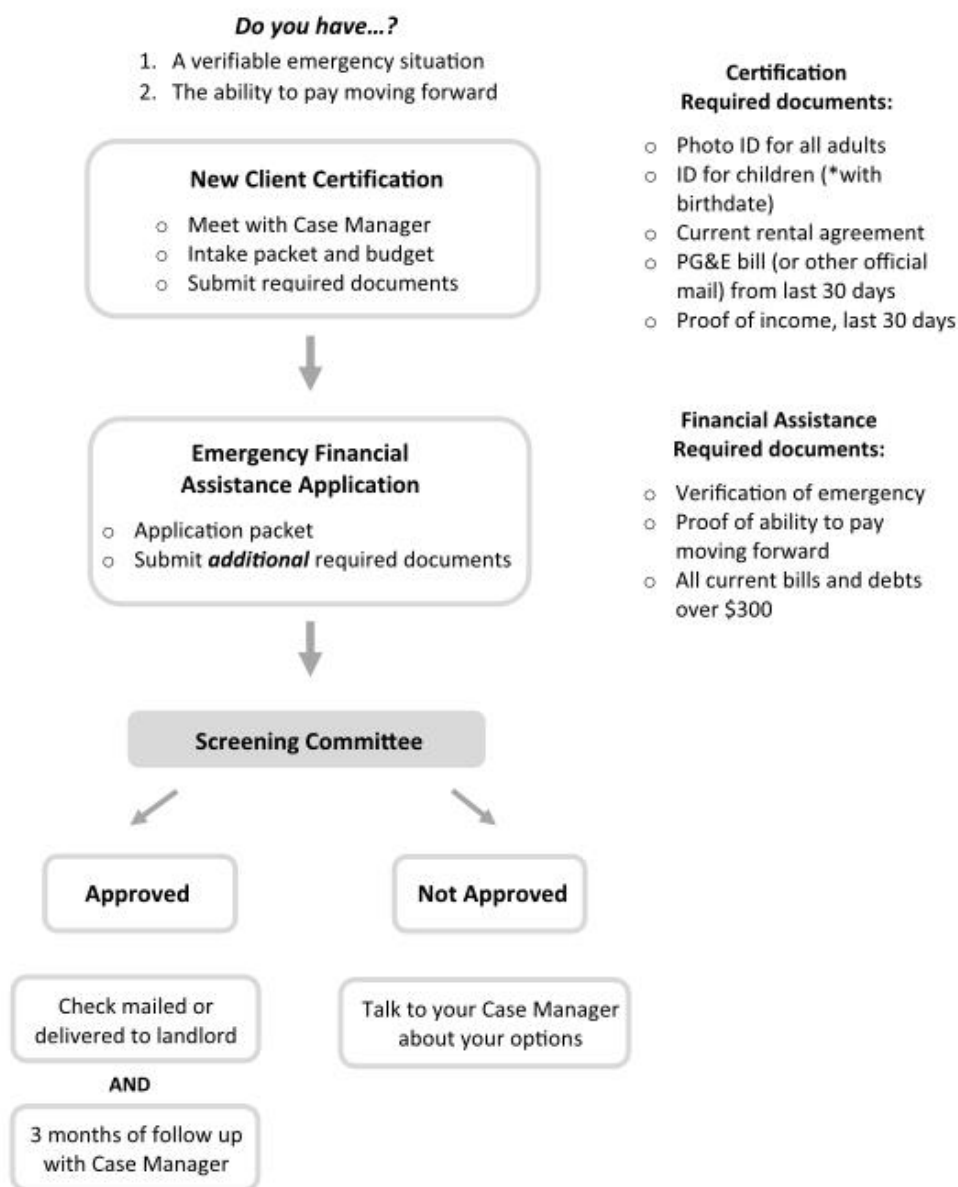 Do you have...?
1. A verifiable emergency situation
2. The ability to pay moving forward
New Client Certification
o Meet with Case Manager
o Intake packet and budget
o Submit required documents
Certification
Required documents:
o Photo ID for all adults
o ID for children (*with
birthdate)
o Current rental agreement
o PG&E bill (or other official
mail) from last 30 days
o Proof of income, last 30 days
Emergency Financial
Assistance Application
o Application packet
o Submit additional required documents
Financial Assistance
Required documents:
o Verification of emergency
o Proof of ability to pay
moving forward
o All current bills and debts
over $300
Screening Committee
Approved
Not Approved
Check mailed or
delivered to landlord
AND
3 months of follow up
with Case Manager
Talk to your Case Manager
about your options